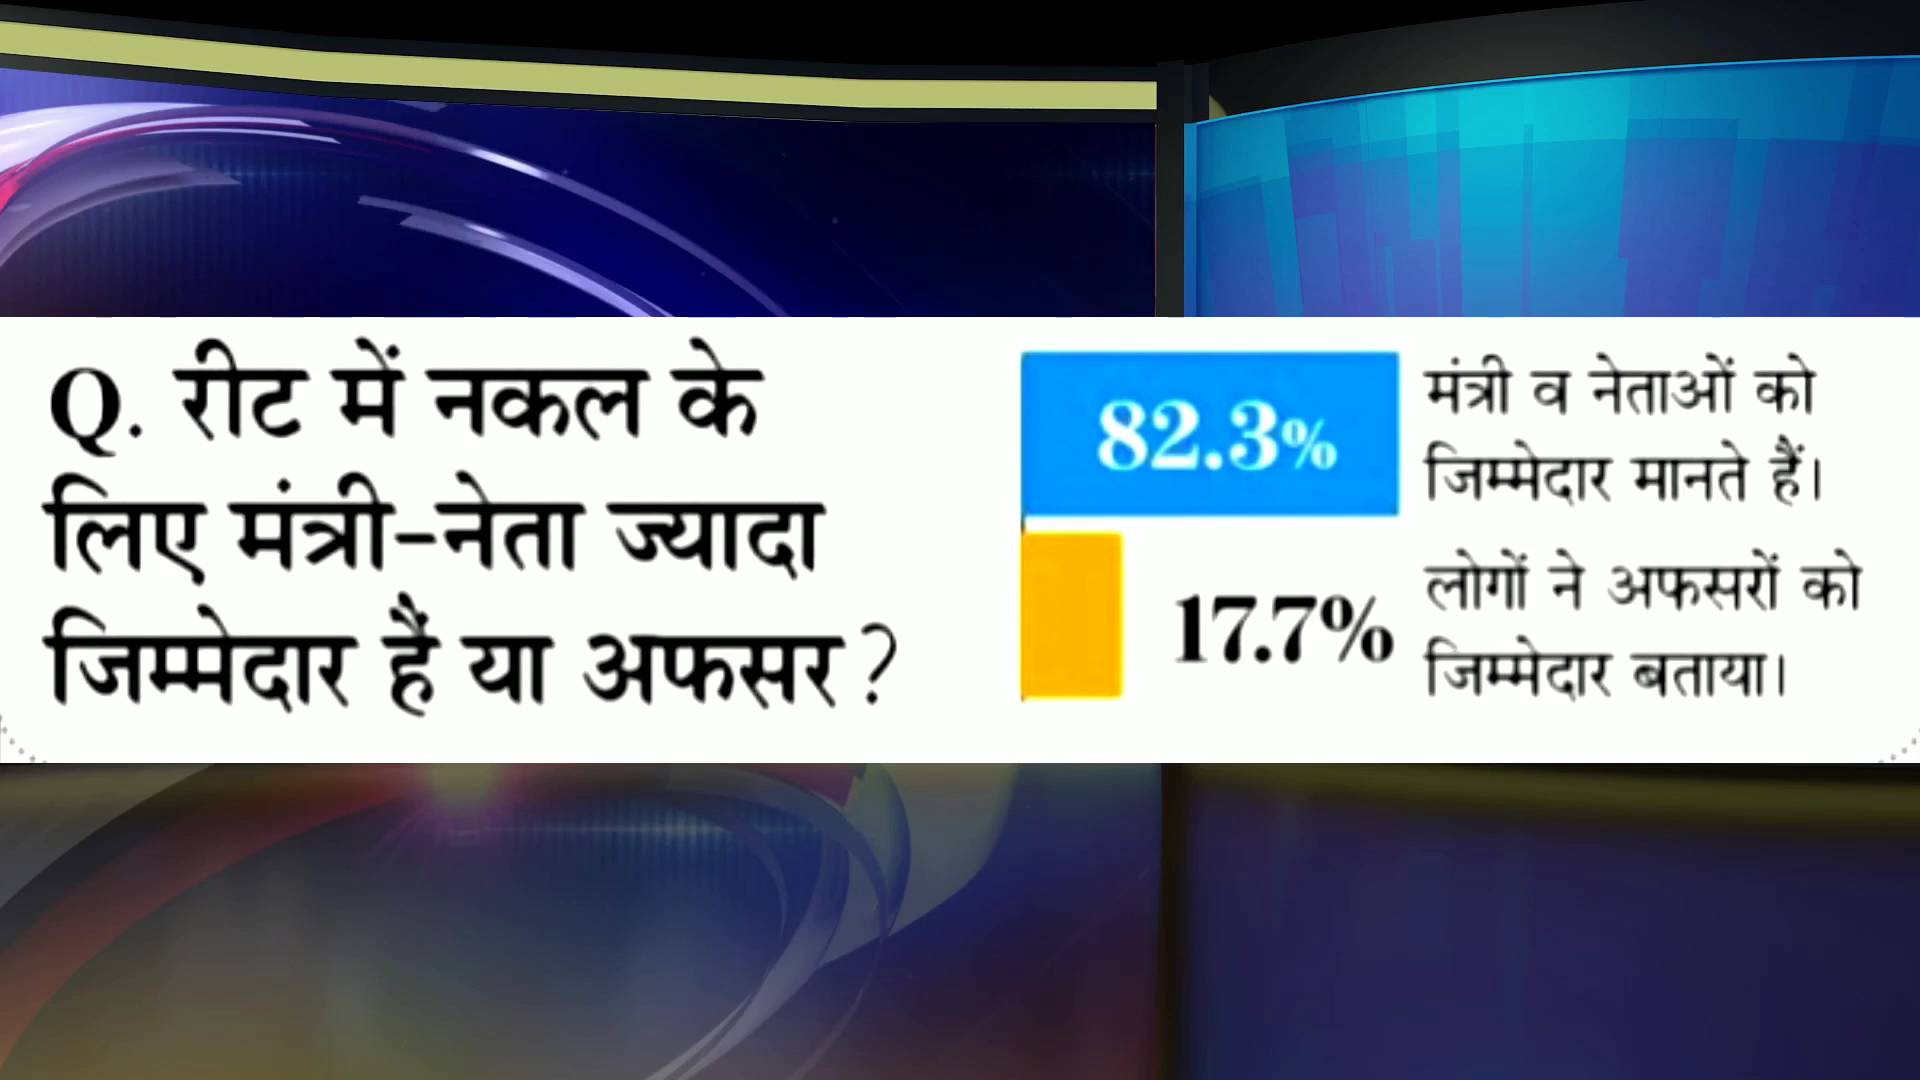 Q. रीट में नकल के
लिए मंत्री-नेता ज्यादा
जिम्मेदार हैं या अफसर?
82.3%
मंत्री व नेताओं को
जिम्मेदार मानते हैं।
17.7%
लोगों ने अफसरों को
जिम्मेदार बताया।